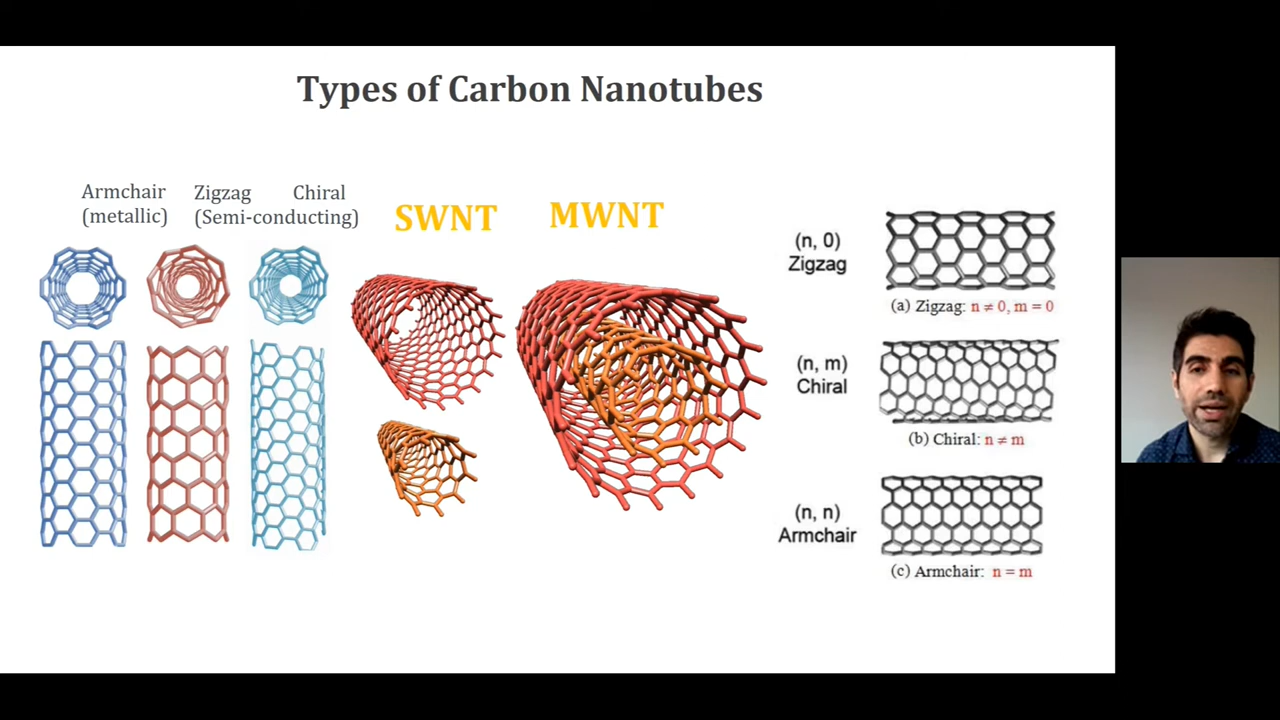 Types of Carbon Nanotubes
Armchair
(metallic)
Zigzag Chiral
(Semi-conducting)
SWNT
MWNT
(n, 0)
Zigzag
(a) Zigzag: n ≠ 0, m = 0
(n, m)
Chiral
(b) Chiral: n ≠ m
(n, n)
Armchair
(c) Armchair: n = m